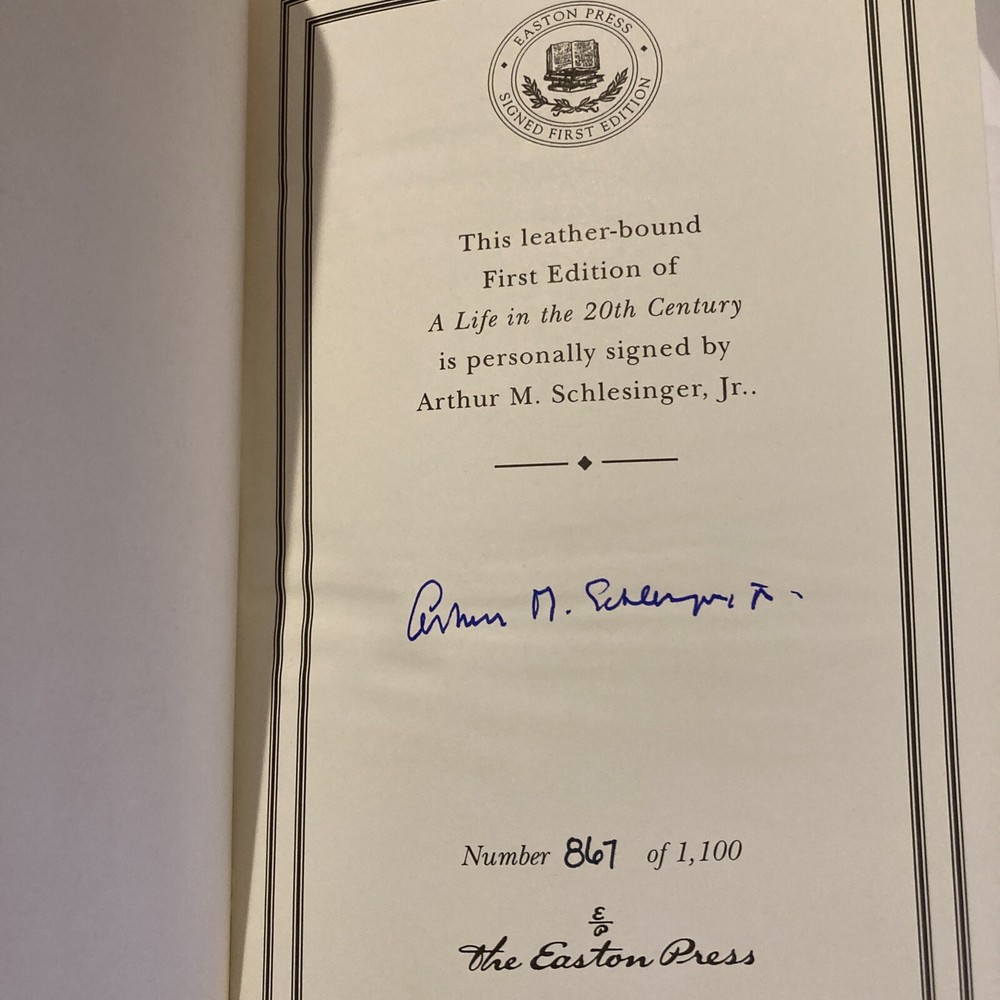 EASTON PRESS
SIGNED FIRST EDITION
This leather-bound
First Edition of
A Life in the 20th Century
is personally signed by
Arthur M. Schlesinger, Jr..
Arthur M. Schlesinger, Jr.
Number 867 of 1,100
E
P
the Easton Press